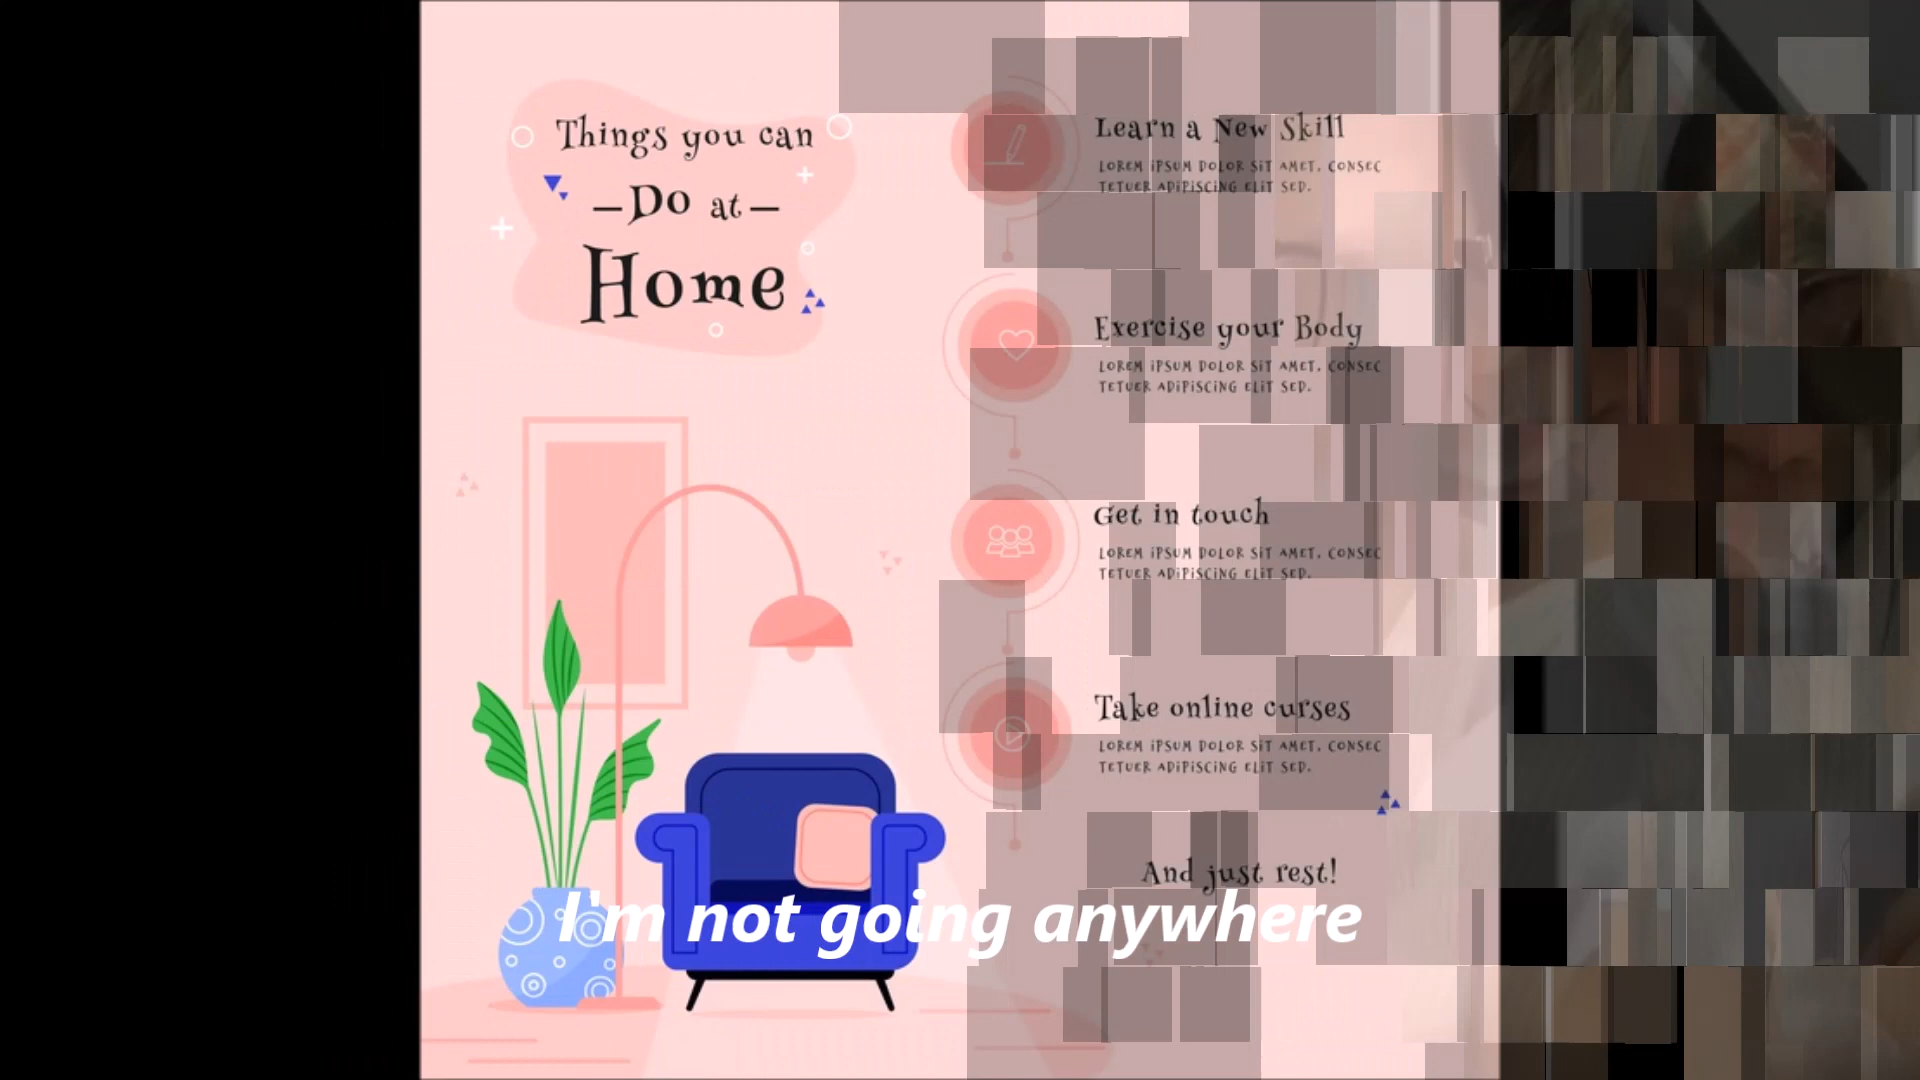 Things you can
—Do at—
Home
Learn a New Skill
LOREM IPSUM DOLOR SIT AMET, CONSEC
TETUER ADIPISCING ELIT SED.
Exercise your Body
LOREM IPSUM DOLOR SIT AMET, CONSEC
TETUER ADIPISCING ELIT SED.
Get in touch
LOREM IPSUM DOLOR SIT AMET, CONSEC
TETUER ADIPISCING ELIT SED.
Take online curses
LOREM IPSUM DOLOR SIT AMET, CONSEC
TETUER ADIPISCING ELIT SED.
And just rest!
I'm not going anywhere